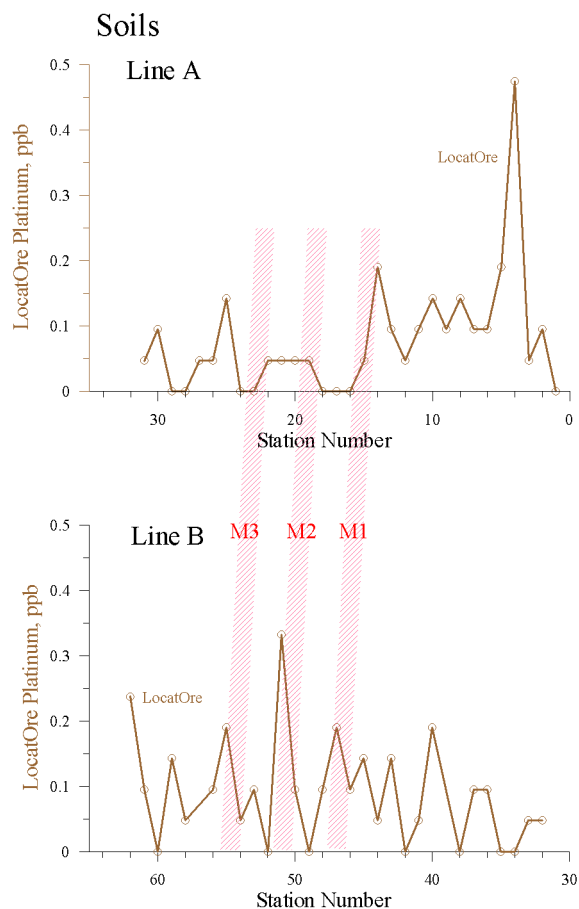 Soils
Line A
LocatOre Platinum, ppb
0.5
0.4
0.3
0.2
0.1
0
LocatOre
30 20 10 0
Station Number
Line B
M3 M2 M1
LocatOre Platinum, ppb
0.5
0.4
0.3
0.2
0.1
0
LocatOre
60 50 40 30
Station Number